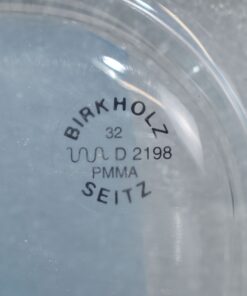 BIRKHOLZ
32
D 2198
PMMA
SEITZ